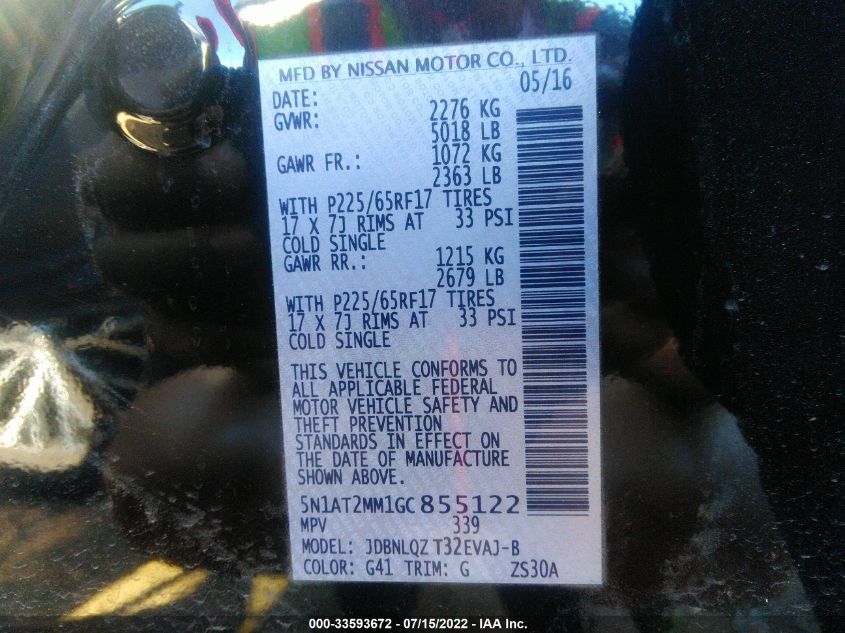 MFD BY NISSAN MOTOR CO., LTD.
DATE: 05/16
GVWR: 2276 KG
5018 LB
GAWR FR.: 1072 KG
2363 LB
WITH P225/65RF17 TIRES
17 X 7J RIMS AT 33 PSI
COLD SINGLE
GAWR RR.: 1215 KG
2679 LB
WITH P225/65RF17 TIRES
17 X 7J RIMS AT 33 PSI
COLD SINGLE
THIS VEHICLE CONFORMS TO
ALL APPLICABLE FEDERAL
MOTOR VEHICLE SAFETY AND
THEFT PREVENTION
STANDARDS IN EFFECT ON
THE DATE OF MANUFACTURE
SHOWN ABOVE.
5N1AT2MM1GC855122
MPV 339
MODEL: JDBNLQZ T32EVAJ-B
COLOR: G41 TRIM: G ZS30A
000-33593672 - 07/15/2022 - IAA Inc.